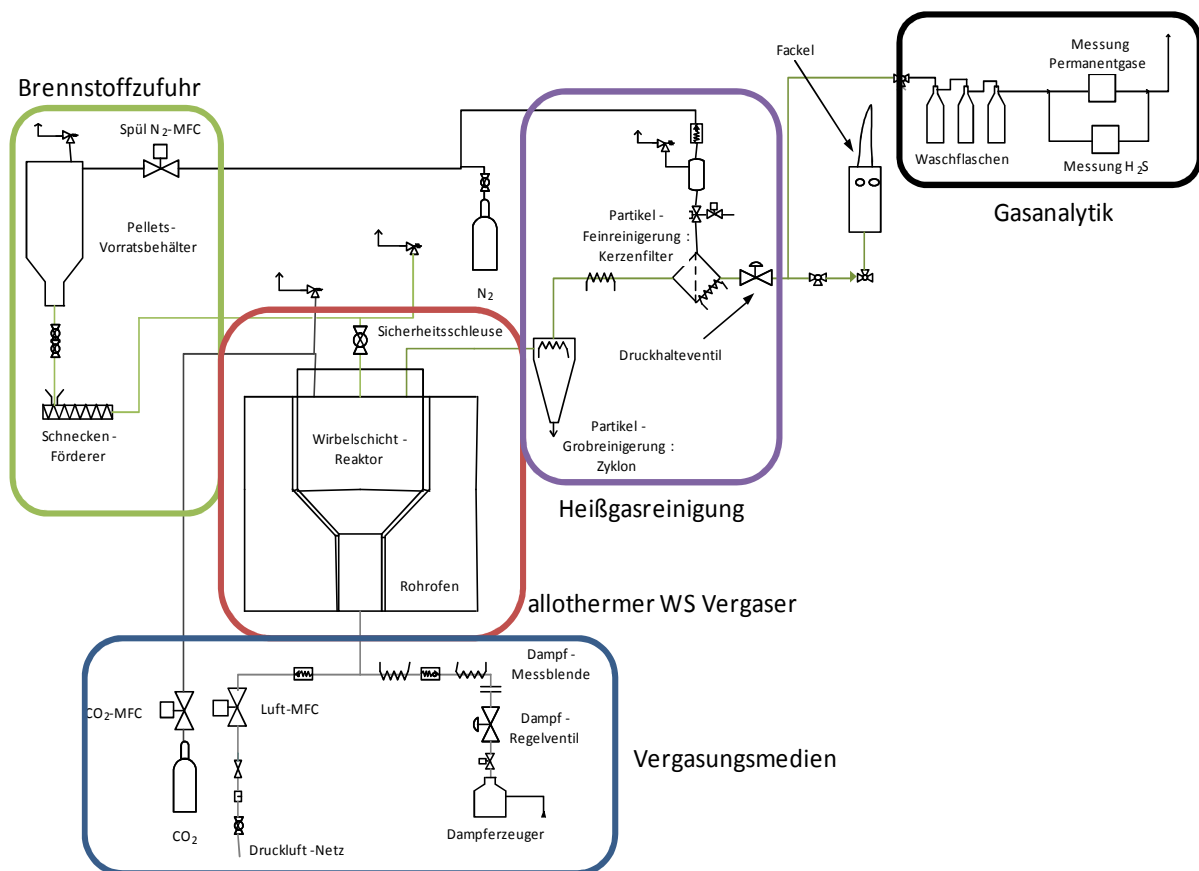 Brennstoffzufuhr
Spül N2-MFC
Pellets-
Vorratsbehälter
Schnecken -
Förderer
N2
Sicherheitsschleuse
Wirbelschicht -
Reaktor
Rohrofen
allothermer WS Vergaser
Partikel -
Feinreinigerung :
Kerzenfilter
Druckhalteventil
Partikel -
Grobreinigerung :
Zyklon
Heißgasreinigung
Fackel
Messung
Permanentgase
Waschflaschen
Messung H2S
Gasanalytik
CO2-MFC
CO2
Luft-MFC
Druckluft -Netz
Dampf -
Messblende
Dampf -
Regelventil
Dampferzeuger
Vergasungsmedien